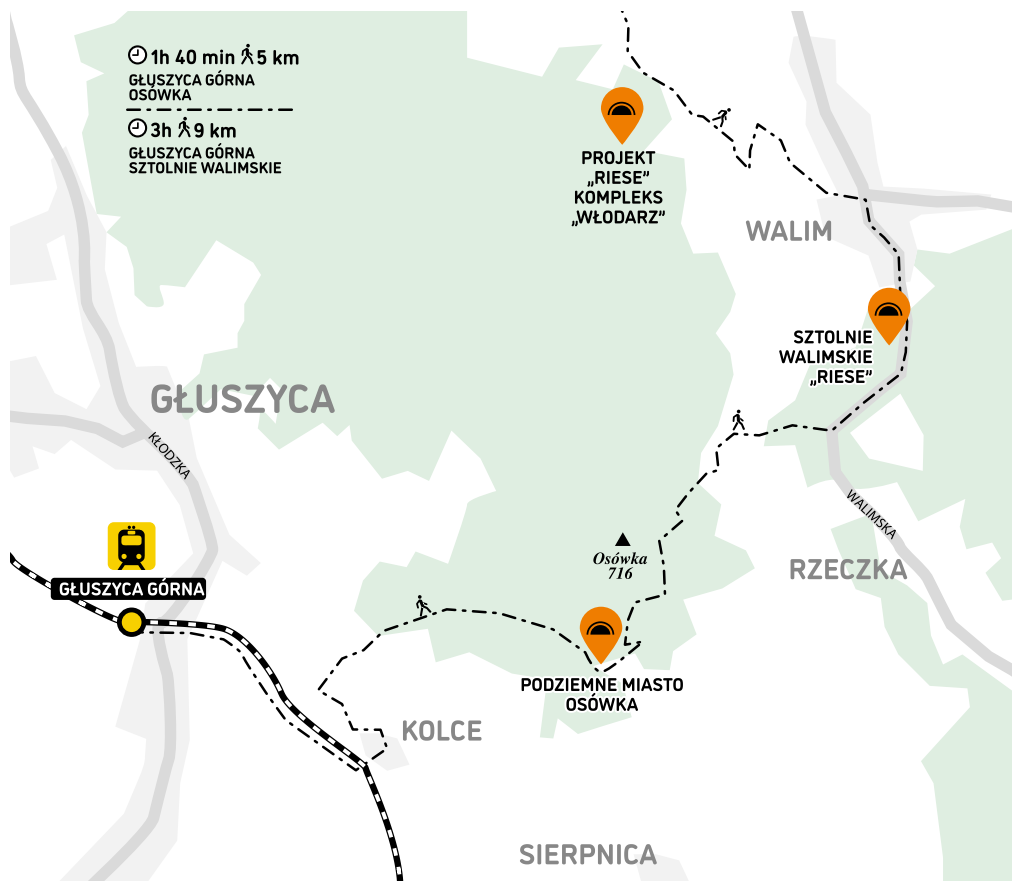 1h 40 min 5 km
GŁUSZYCA GÓRNA
OSÓWKA
3h 9 km
GŁUSZYCA GÓRNA
SZTOLNIE WALIMSKIE
PROJEKT
„RIESE”
KOMPLEKS
„WŁODARZ”
WALIM
SZTOLNIE
WALIMSKIE
„RIESE”
GŁUSZYCA
KŁODZKA
WALIMSKA
Osówka
716
RZECZKA
GŁUSZYCA GÓRNA
PODZIEMNE MIASTO
OSÓWKA
KOLCE
SIERPNICA